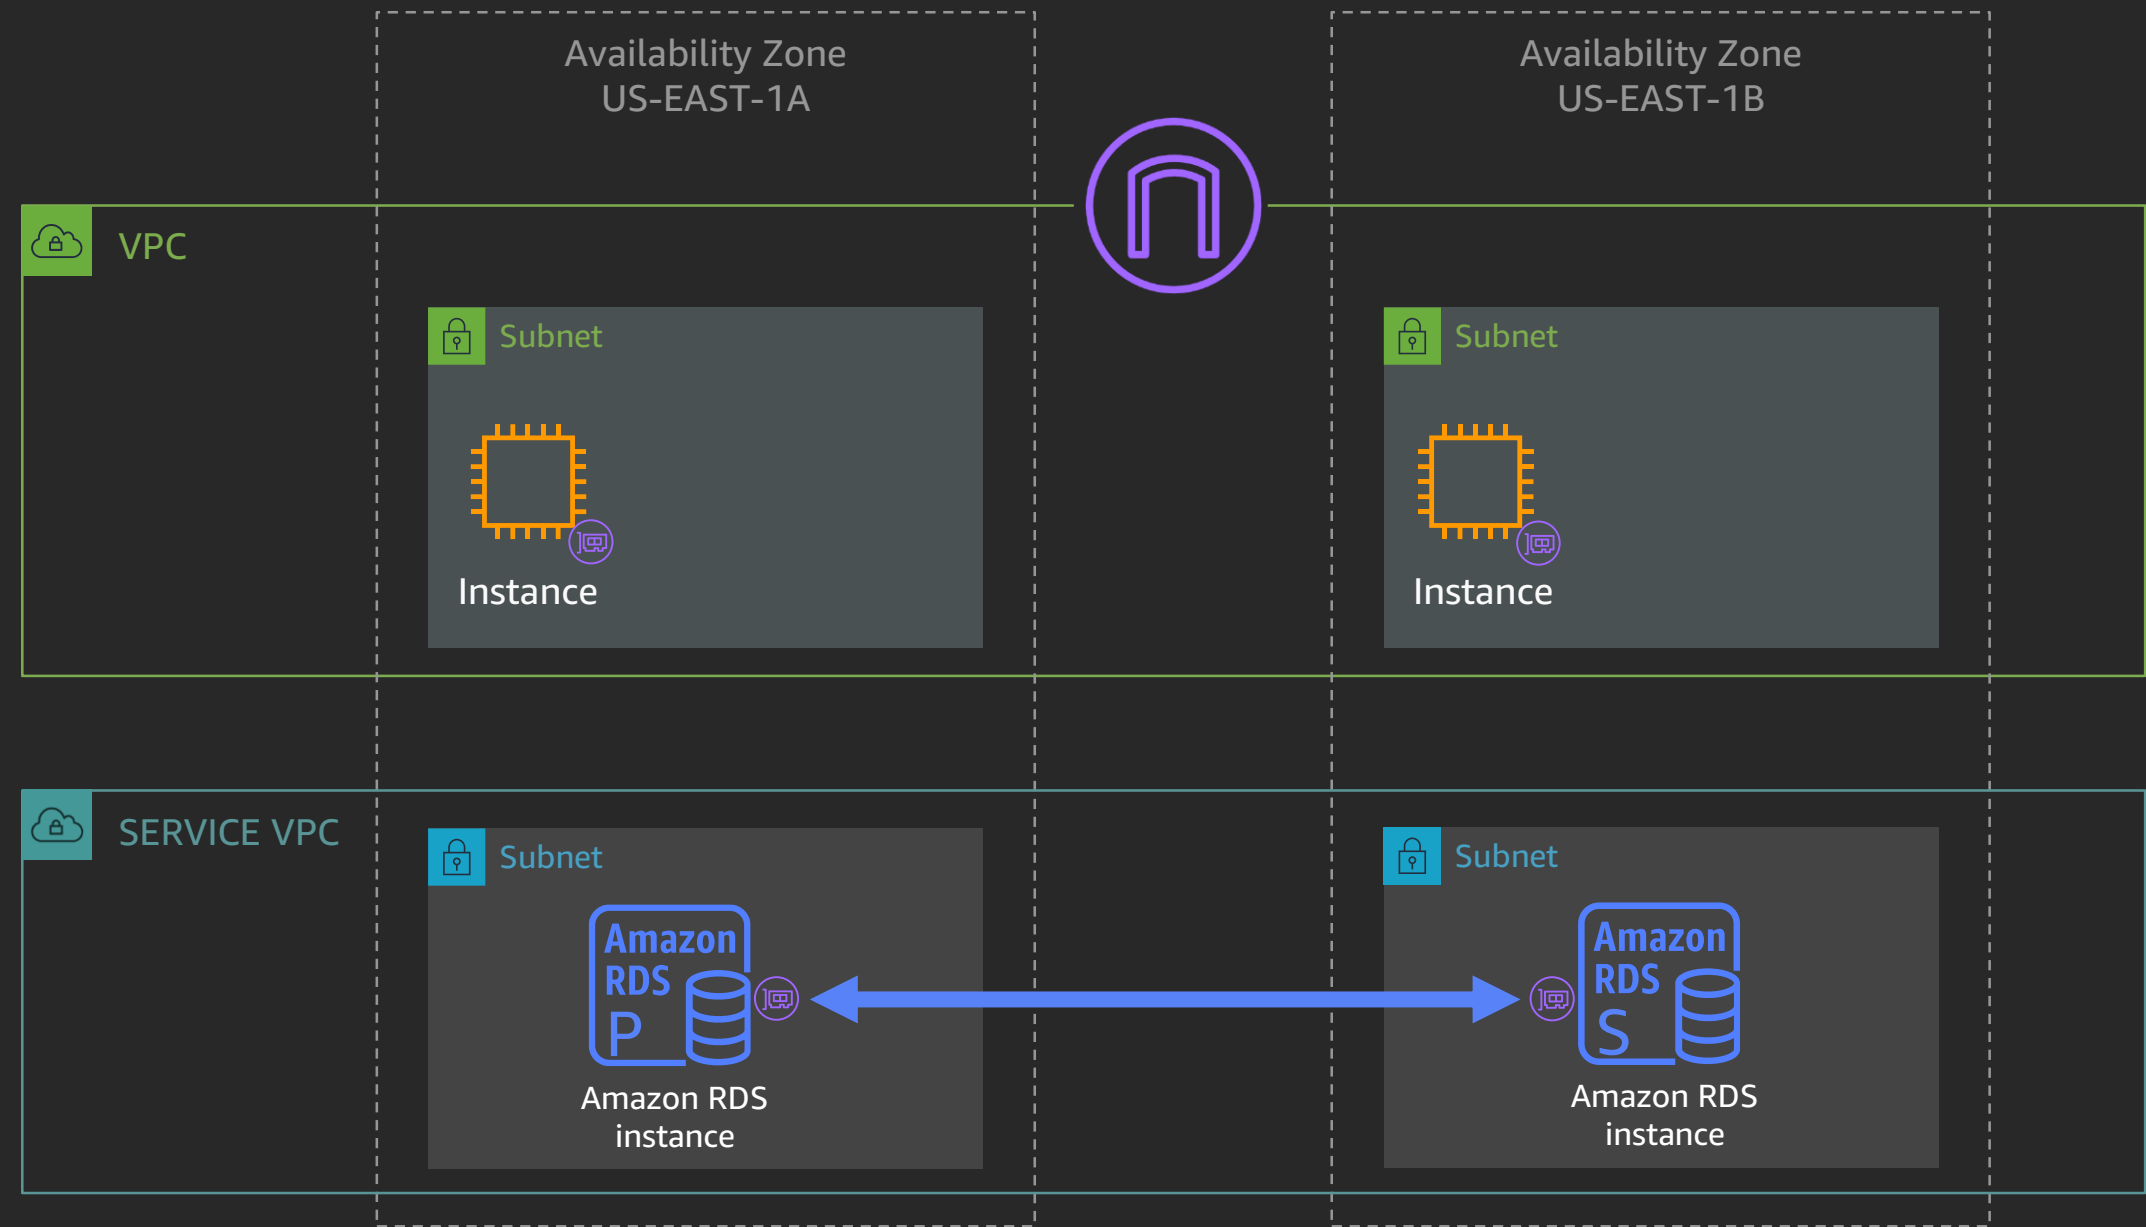 Availability Zone
US-EAST-1A
Availability Zone
US-EAST-1B
VPC
Subnet
Subnet
Instance
Instance
SERVICE VPC
Subnet
Subnet
Amazon
RDS
P
Amazon
RDS
S
Amazon RDS
instance
Amazon RDS
instance